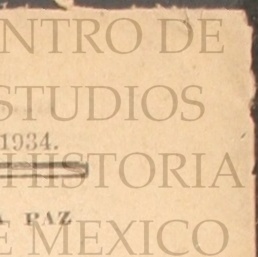 NTRO DE
STUDIOS
1934.
HISTORIA
A PAZ
E MEXICO